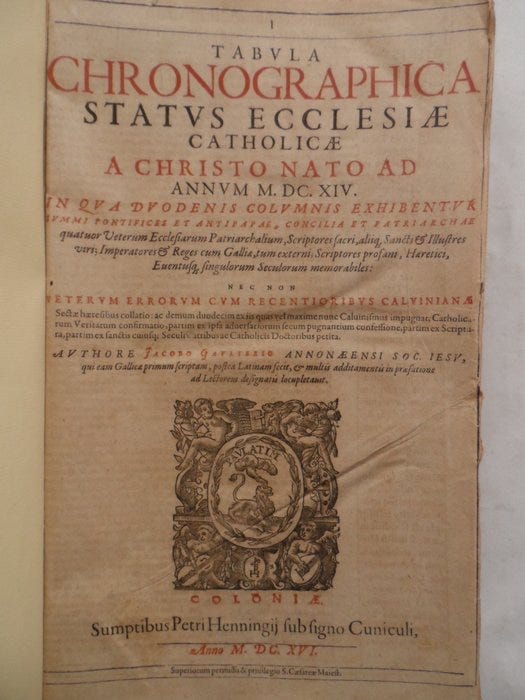 1
TABVLA
CHRONOGRAPHICA
STATVS ECCLESIÆ
CATHOLICÆ
A CHRISTO NATO AD
ANNVM M. DC. XIV.
IN QVA DVODENIS COLVMNIS EXHIBENTVR
SVMMI PONTIFICES ET ANTIPAPAE, CONCILIA ET PATRIARCHAE
quatuor Veterum Ecclesiarum Patriarchalium, Scriptores sacri, aliiq, Sancti & Illustres
viri; Imperatores & Reges cum Galliæ, tum externi; Scriptores profani, Hæretici,
Eventusq, singulorum Seculorum memorabiles:
NEC NON
VETERVM ERRORVM CVM RECENTIORIBVS CALVINIANÆ
Sectæ hæresibus collatio: ac demum duodecim ex iis quas vel maxime nunc Caluinismus impugnat, Catholica-
rum Veritatum confirmatio, partim ex ipsa aduersariorum secum pugnantium confessione, partim ex Scriptu-
ra, partim ex sanctis cuiusq; Seculi Patribus ac Catholicis Doctoribus petita.
AVTHORE JACOBO GAVLTERIO ANNONÆENSI SOC. IESV,
qui eam Gallicè primum scriptam, postea Latinam fecit, & multis additamentis in præfatione
ad Lectorem designatis locupletauit.
COLONIÆ,
Sumptibus Petri Henningij sub signo Cuniculi,
Anno M. DC. XVI.
Superiorum permissu & privilegio S. Cæsareæ Maiest.